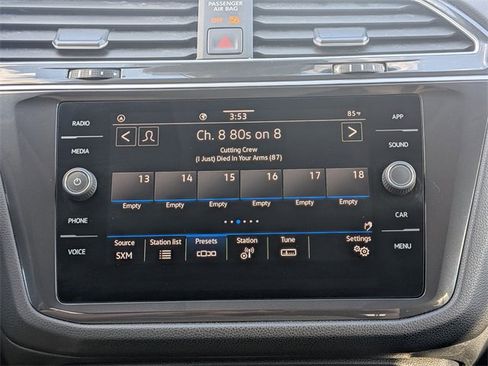 PASSENGER
AIR BAG
OFF
3:53
85°F
RADIO
MEDIA
PHONE
VOICE
APP
SOUND
CAR
MENU
< Ch. 8 80s on 8 >
Cutting Crew
(I Just) Died In Your Arms (87)
13 14 15 16 17 18
Empty Empty Empty Empty Empty Empty
Source Station list Presets Station Tune Settings
SXM